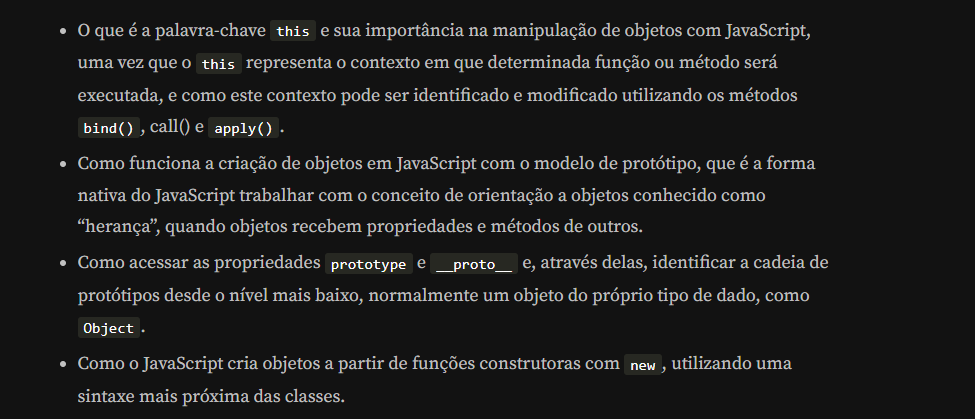 O que é a palavra-chave this e sua importância na manipulação de objetos com JavaScript,
uma vez que o this representa o contexto em que determinada função ou método será
executada, e como este contexto pode ser identificado e modificado utilizando os métodos
bind(), call() e apply().
Como funciona a criação de objetos em JavaScript com o modelo de protótipo, que é a forma
nativa do JavaScript trabalhar com o conceito de orientação a objetos conhecido como
“herança”, quando objetos recebem propriedades e métodos de outros.
Como acessar as propriedades prototype e __proto__ e, através delas, identificar a cadeia de
protótipos desde o nível mais baixo, normalmente um objeto do próprio tipo de dado, como
Object.
Como o JavaScript cria objetos a partir de funções construtoras com new, utilizando uma
sintaxe mais próxima das classes.